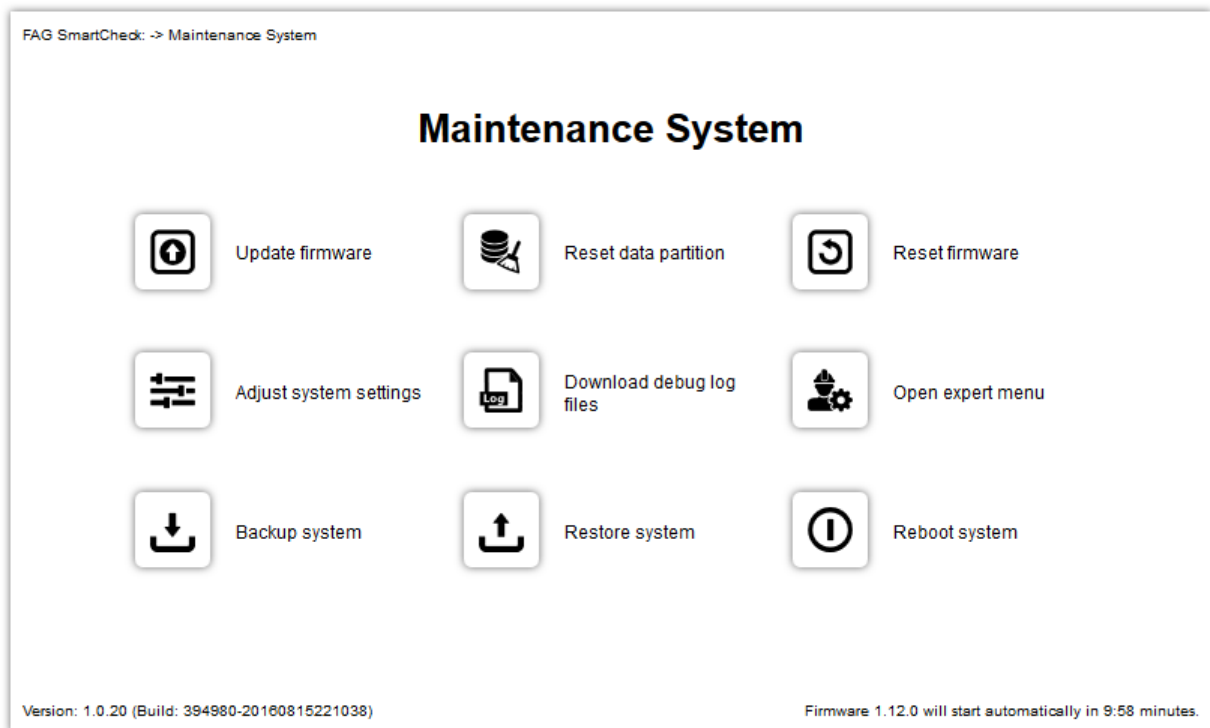 FAG SmartCheck: -> Maintenance System
Maintenance System
Update firmware
Reset data partition
Reset firmware
Adjust system settings
Log
Download debug log
files
Open expert menu
Backup system
Restore system
Reboot system
Version: 1.0.20 (Build: 394980-20160815221038)
Firmware 1.12.0 will start automatically in 9:58 minutes.